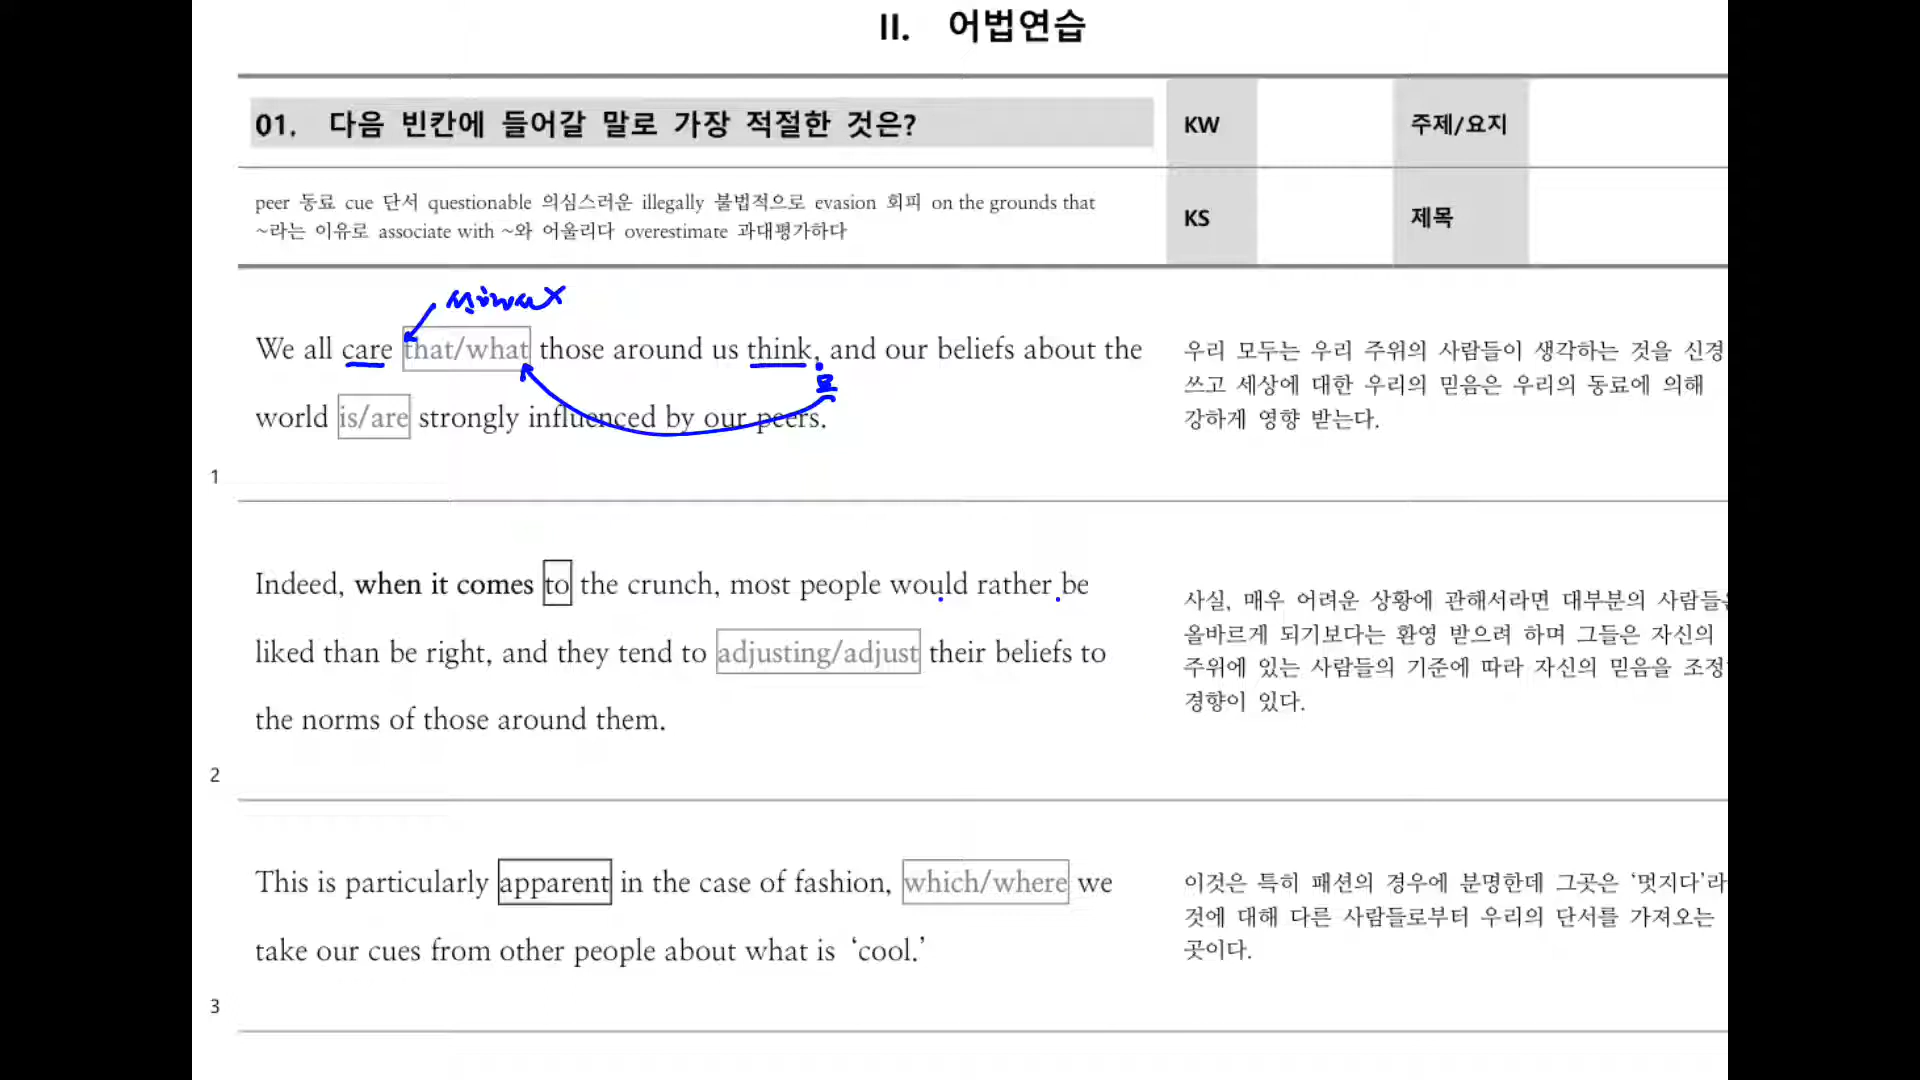 II. 어법연습
01. 다음 빈칸에 들어갈 말로 가장 적절한 것은?
KW
주제/요지
peer 동료 cue 단서 questionable 의심스러운 illegally 불법적으로 evasion 회피 on the grounds that
~라는 이유로 associate with ~와 어울리다 overestimate 과대평가하다
KS
제목
선행사X
We all care that/what those around us think, and our beliefs about the
world is/are strongly influenced by our peers.
우리 모두는 우리 주위의 사람들이 생각하는 것을 신경
쓰고 세상에 대한 우리의 믿음은 우리의 동료에 의해
강하게 영향 받는다.
1
Indeed, when it comes to the crunch, most people would rather be
liked than be right, and they tend to adjusting/adjust their beliefs to
the norms of those around them.
사실, 매우 어려운 상황에 관해서라면 대부분의 사람들은
올바르게 되기보다는 환영 받으려 하며 그들은 자신의
주위에 있는 사람들의 기준에 따라 자신의 믿음을 조정
경향이 있다.
2
This is particularly apparent in the case of fashion, which/where we
take our cues from other people about what is ‘cool.’
이것은 특히 패션의 경우에 분명한데 그곳은 ‘멋지다’라
것에 대해 다른 사람들로부터 우리의 단서를 가져오는
곳이다.
3